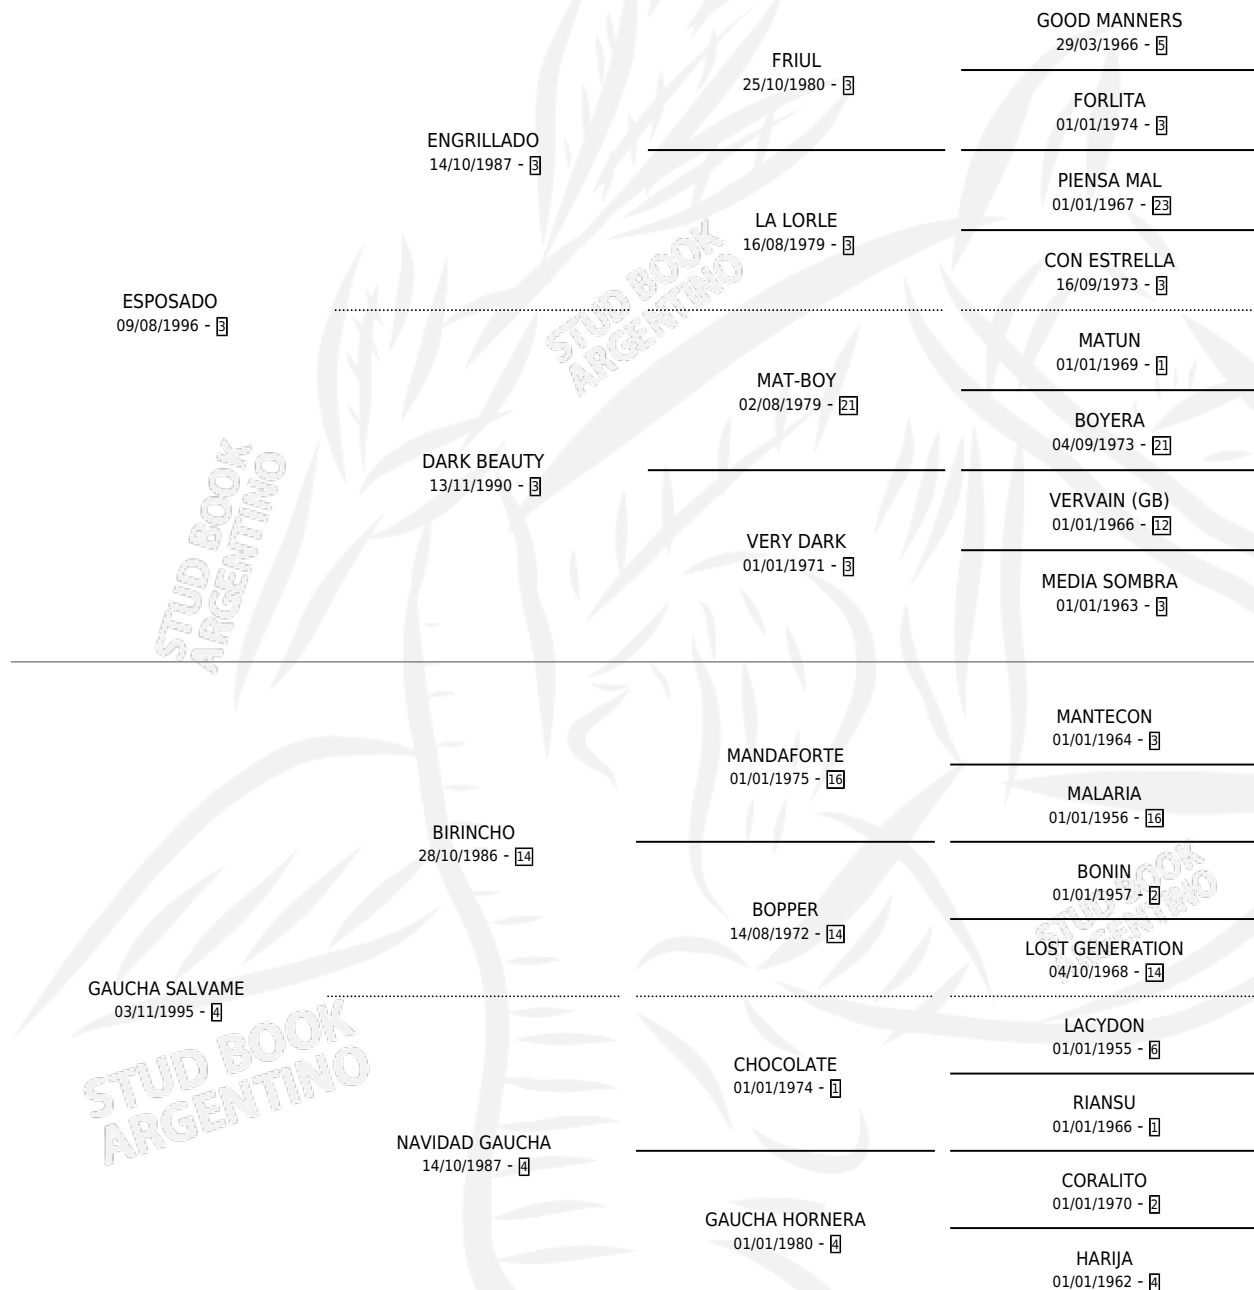 GOOD MANNERS
29/03/1966 - 5
FRIUL
25/10/1980 - 3
FORLITA
01/01/1974 - 3
ENGRILLADO
14/10/1987 - 3
PIENSA MAL
01/01/1967 - 23
LA LORLE
16/08/1979 - 3
CON ESTRELLA
16/09/1973 - 3
ESPOSADO
09/08/1996 - 3
STUD BOOK
ARGENTINO
MATUN
01/01/1969 - 1
MAT-BOY
02/08/1979 - 21
BOYERA
04/09/1973 - 21
DARK BEAUTY
13/11/1990 - 3
VERVAIN (GB)
01/01/1966 - 12
VERY DARK
01/01/1971 - 3
MEDIA SOMBRA
01/01/1963 - 3
STUD BOOK
ARGENTINO
MANTECON
01/01/1964 - 3
MANDAFORTE
01/01/1975 - 16
MALARIA
01/01/1956 - 16
BIRINCHO
28/10/1986 - 14
BONIN
01/01/1957 - 2
BOPPER
14/08/1972 - 14
LOST GENERATION
04/10/1968 - 14
STUD BOOK
ARGENTINO
GAUCHA SALVAME
03/11/1995 - 4
STUD BOOK
ARGENTINO
LACYDON
01/01/1955 - 6
CHOCOLATE
01/01/1974 - 1
RIANSU
01/01/1966 - 1
NAVIDAD GAUCHA
14/10/1987 - 4
CORALITO
01/01/1970 - 2
GAUCHA HORNERA
01/01/1980 - 4
HARIJA
01/01/1962 - 4